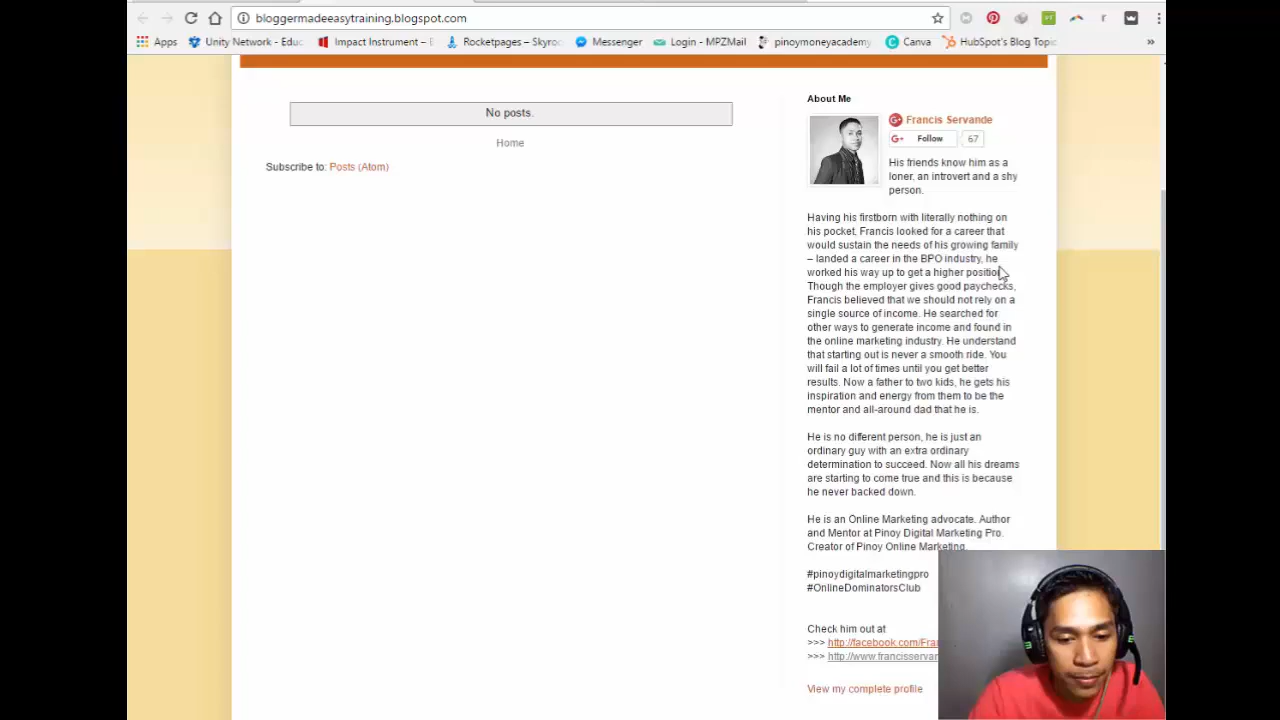 bloggermadeeasytraining.blogspot.com
Apps
Unity Network - Educ
Impact Instrument – E
Rocketpages – Skyroc
Messenger
Login - MPZMail
pinoymoneyacademy
Canva
HubSpot's Blog Topic
»
No posts.
Home
Subscribe to: Posts (Atom)
About Me
Francis Servande
G+ Follow 67
His friends know him as a
loner, an introvert and a shy
person.
Having his firstborn with literally nothing on
his pocket, Francis looked for a career that
would sustain the needs of his growing family
– landed a career in the BPO industry, he
worked his way up to get a higher position.
Though the employer gives good paychecks,
Francis believed that we should not rely on a
single source of income. He searched for
other ways to generate income and found in
the online marketing industry. He understand
that starting out is never a smooth ride. You
will fail a lot of times until you get better
results. Now a father to two kids, he gets his
inspiration and energy from them to be the
mentor and all-around dad that he is.
He is no different person, he is just an
ordinary guy with an extra ordinary
determination to succeed. Now all his dreams
are starting to come true and this is because
he never backed down.
He is an Online Marketing advocate. Author
and Mentor at Pinoy Digital Marketing Pro.
Creator of Pinoy Online Marketing.
#pinoydigitalmarketingpro
#OnlineDominatorsClub
Check him out at
>>> http://facebook.com/Fra
>>> http://www.francisservan
View my complete profile